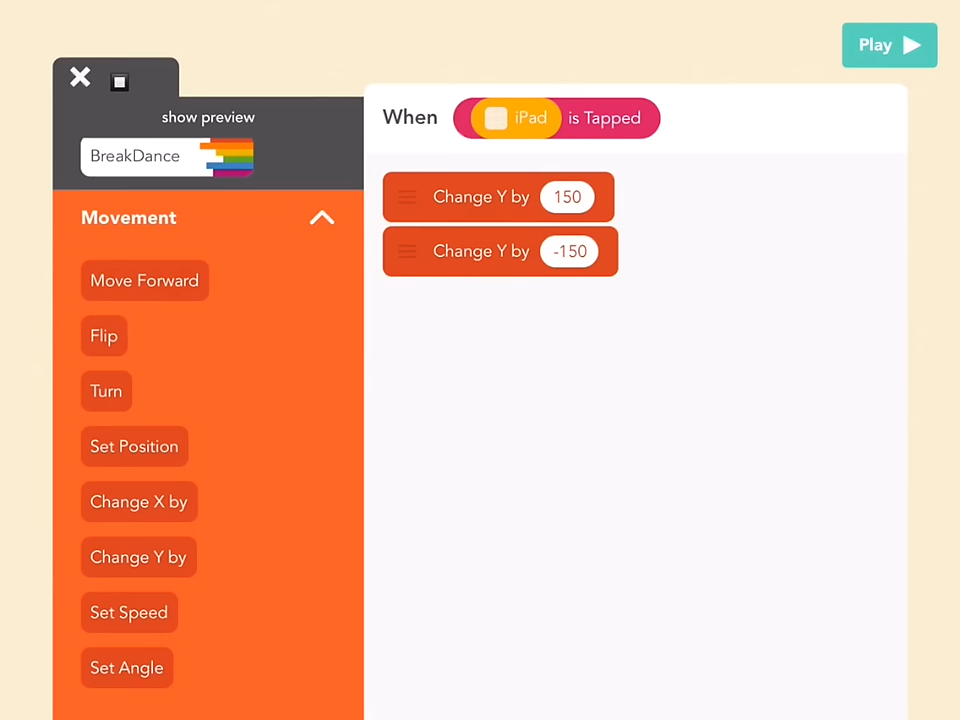 Play
show preview
BreakDance
Movement
Move Forward
Flip
Turn
Set Position
Change X by
Change Y by
Set Speed
Set Angle
When iPad is Tapped
Change Y by 150
Change Y by -150